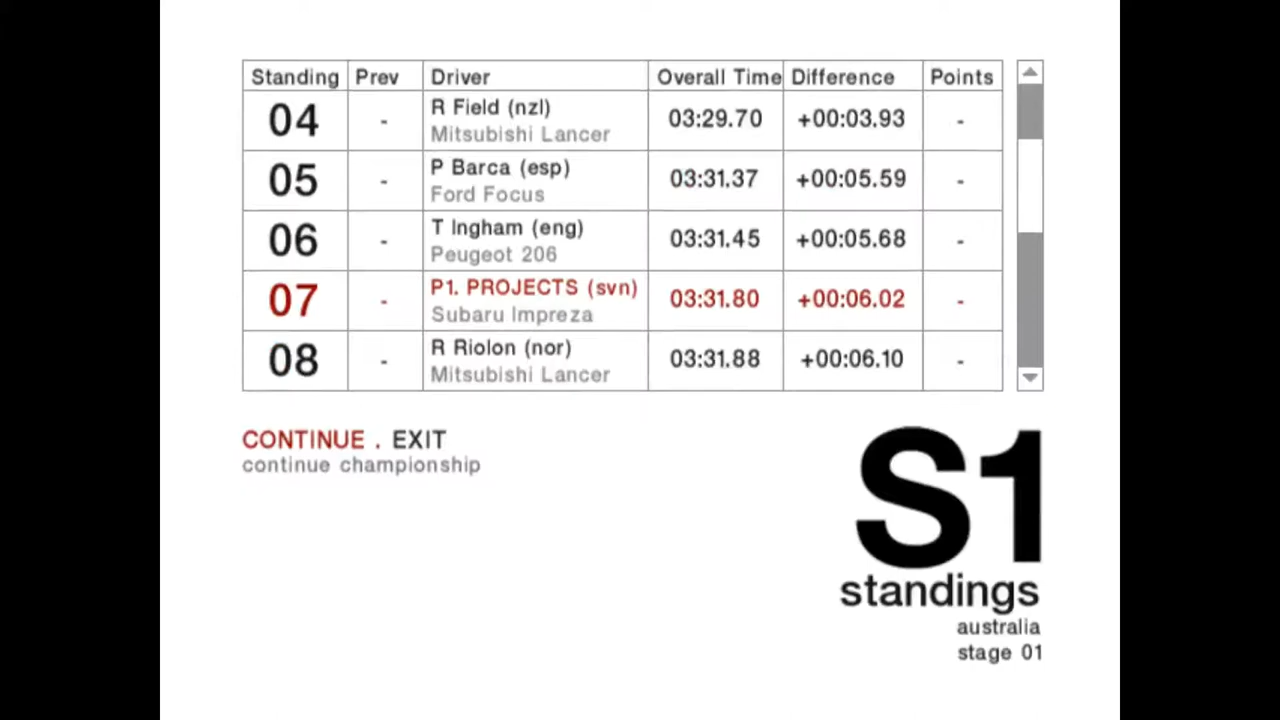 Standing Prev Driver Overall Time Difference Points
04 - R Field (nzl) 03:29.70 +00:03.93 -
Mitsubishi Lancer
05 - P Barca (esp) 03:31.37 +00:05.59 -
Ford Focus
06 - T Ingham (eng) 03:31.45 +00:05.68 -
Peugeot 206
07 - P1. PROJECTS (svn) 03:31.80 +00:06.02 -
Subaru Impreza
08 - R Riolon (nor) 03:31.88 +00:06.10 -
Mitsubishi Lancer
CONTINUE . EXIT
continue championship
S1
standings
australia
stage 01